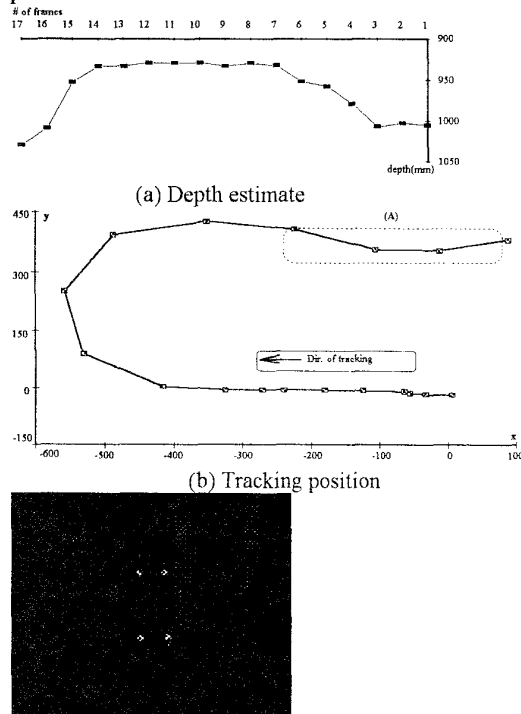 # of frames
17 16 15 14 13 12 11 10 9 8 7 6 5 4 3 2 1
900
950
1000
depth(mm)
1050
(a) Depth estimate
450
y
(A)
300
150
Dir. of tracking
0
-150
x
-600 -500 -400 -300 -200 -100 0 100
(b) Tracking position